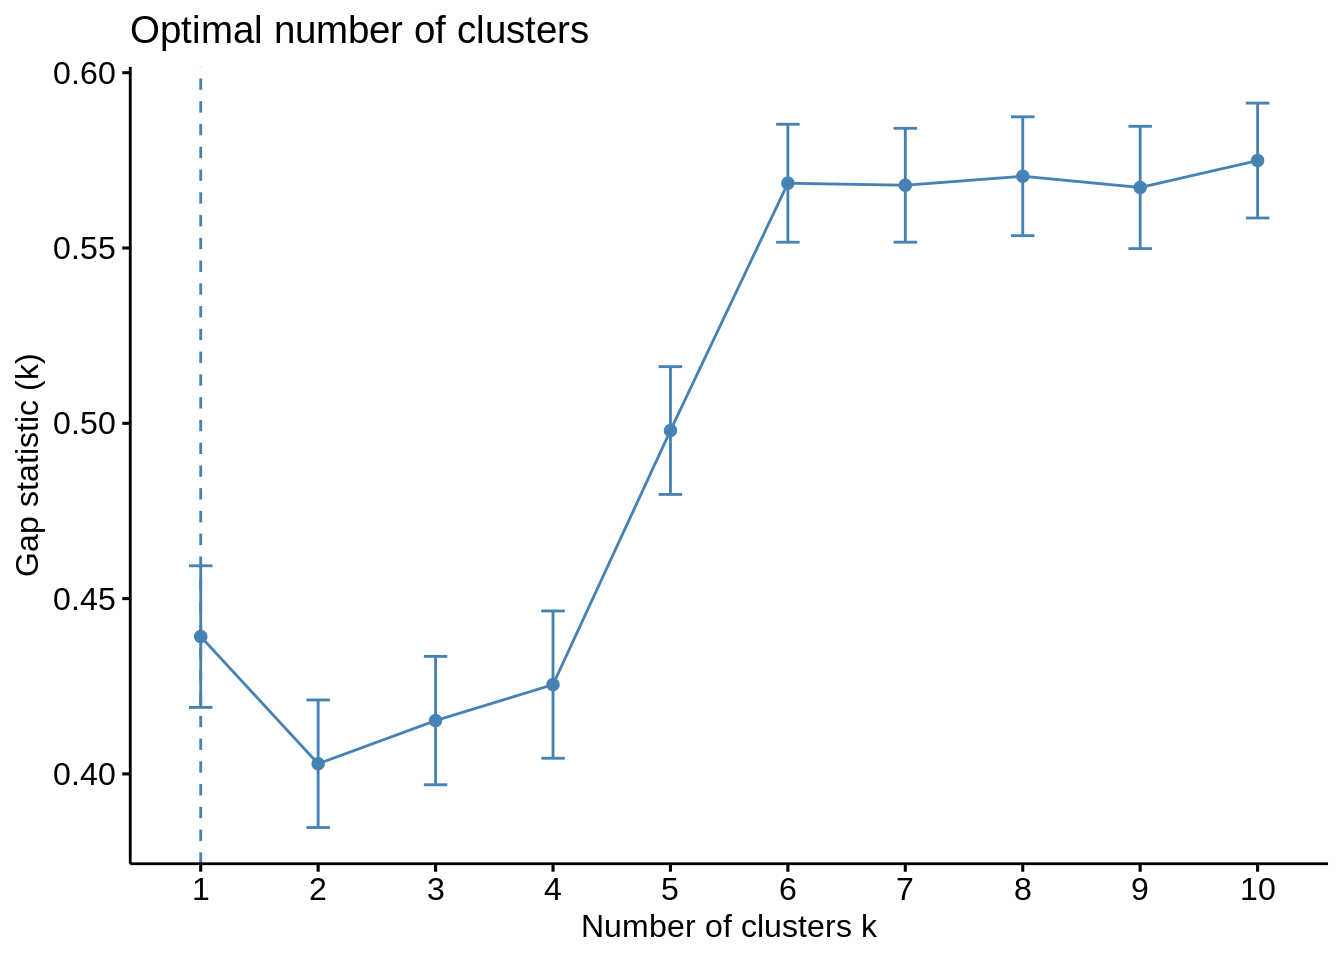 Optimal number of clusters
0.60
0.55
0.50
0.45
0.40
Gap statistic (k)
1 2 3 4 5 6 7 8 9 10
Number of clusters k